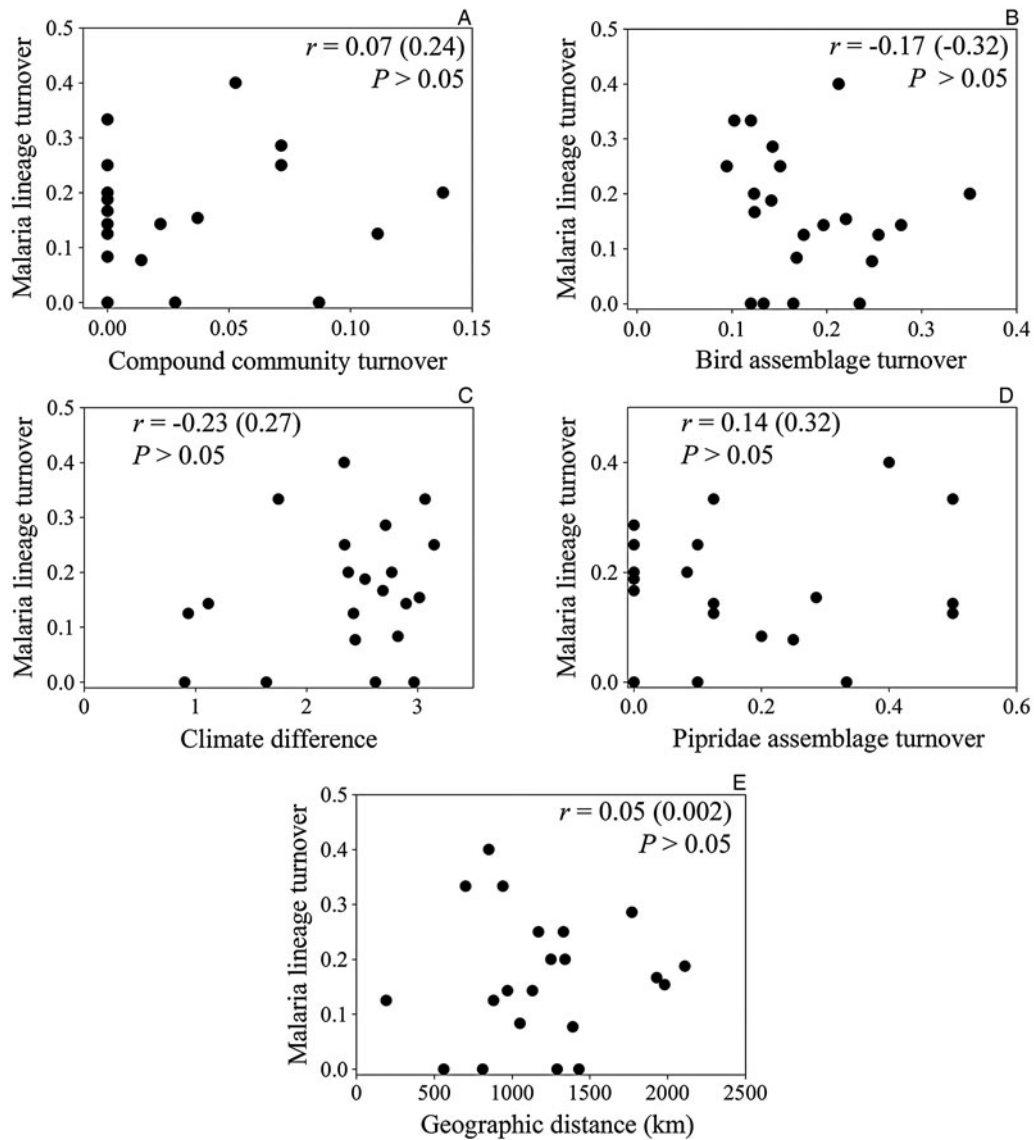 A
r = 0.07 (0.24)
P > 0.05
Malaria lineage turnover
0.5
0.4
0.3
0.2
0.1
0.0
0.00 0.05 0.10 0.15
Compound community turnover
B
r = -0.17 (-0.32)
P > 0.05
Malaria lineage turnover
0.5
0.4
0.3
0.2
0.1
0.0
0.0 0.1 0.2 0.3 0.4
Bird assemblage turnover
C
r = -0.23 (0.27)
P > 0.05
Malaria lineage turnover
0.5
0.4
0.3
0.2
0.1
0.0
0 1 2 3
Climate difference
D
r = 0.14 (0.32)
P > 0.05
Malaria lineage turnover
0.4
0.2
0.0
0.0 0.2 0.4 0.6
Pipridae assemblage turnover
E
r = 0.05 (0.002)
P > 0.05
Malaria lineage turnover
0.5
0.4
0.3
0.2
0.1
0.0
0 500 1000 1500 2000 2500
Geographic distance (km)